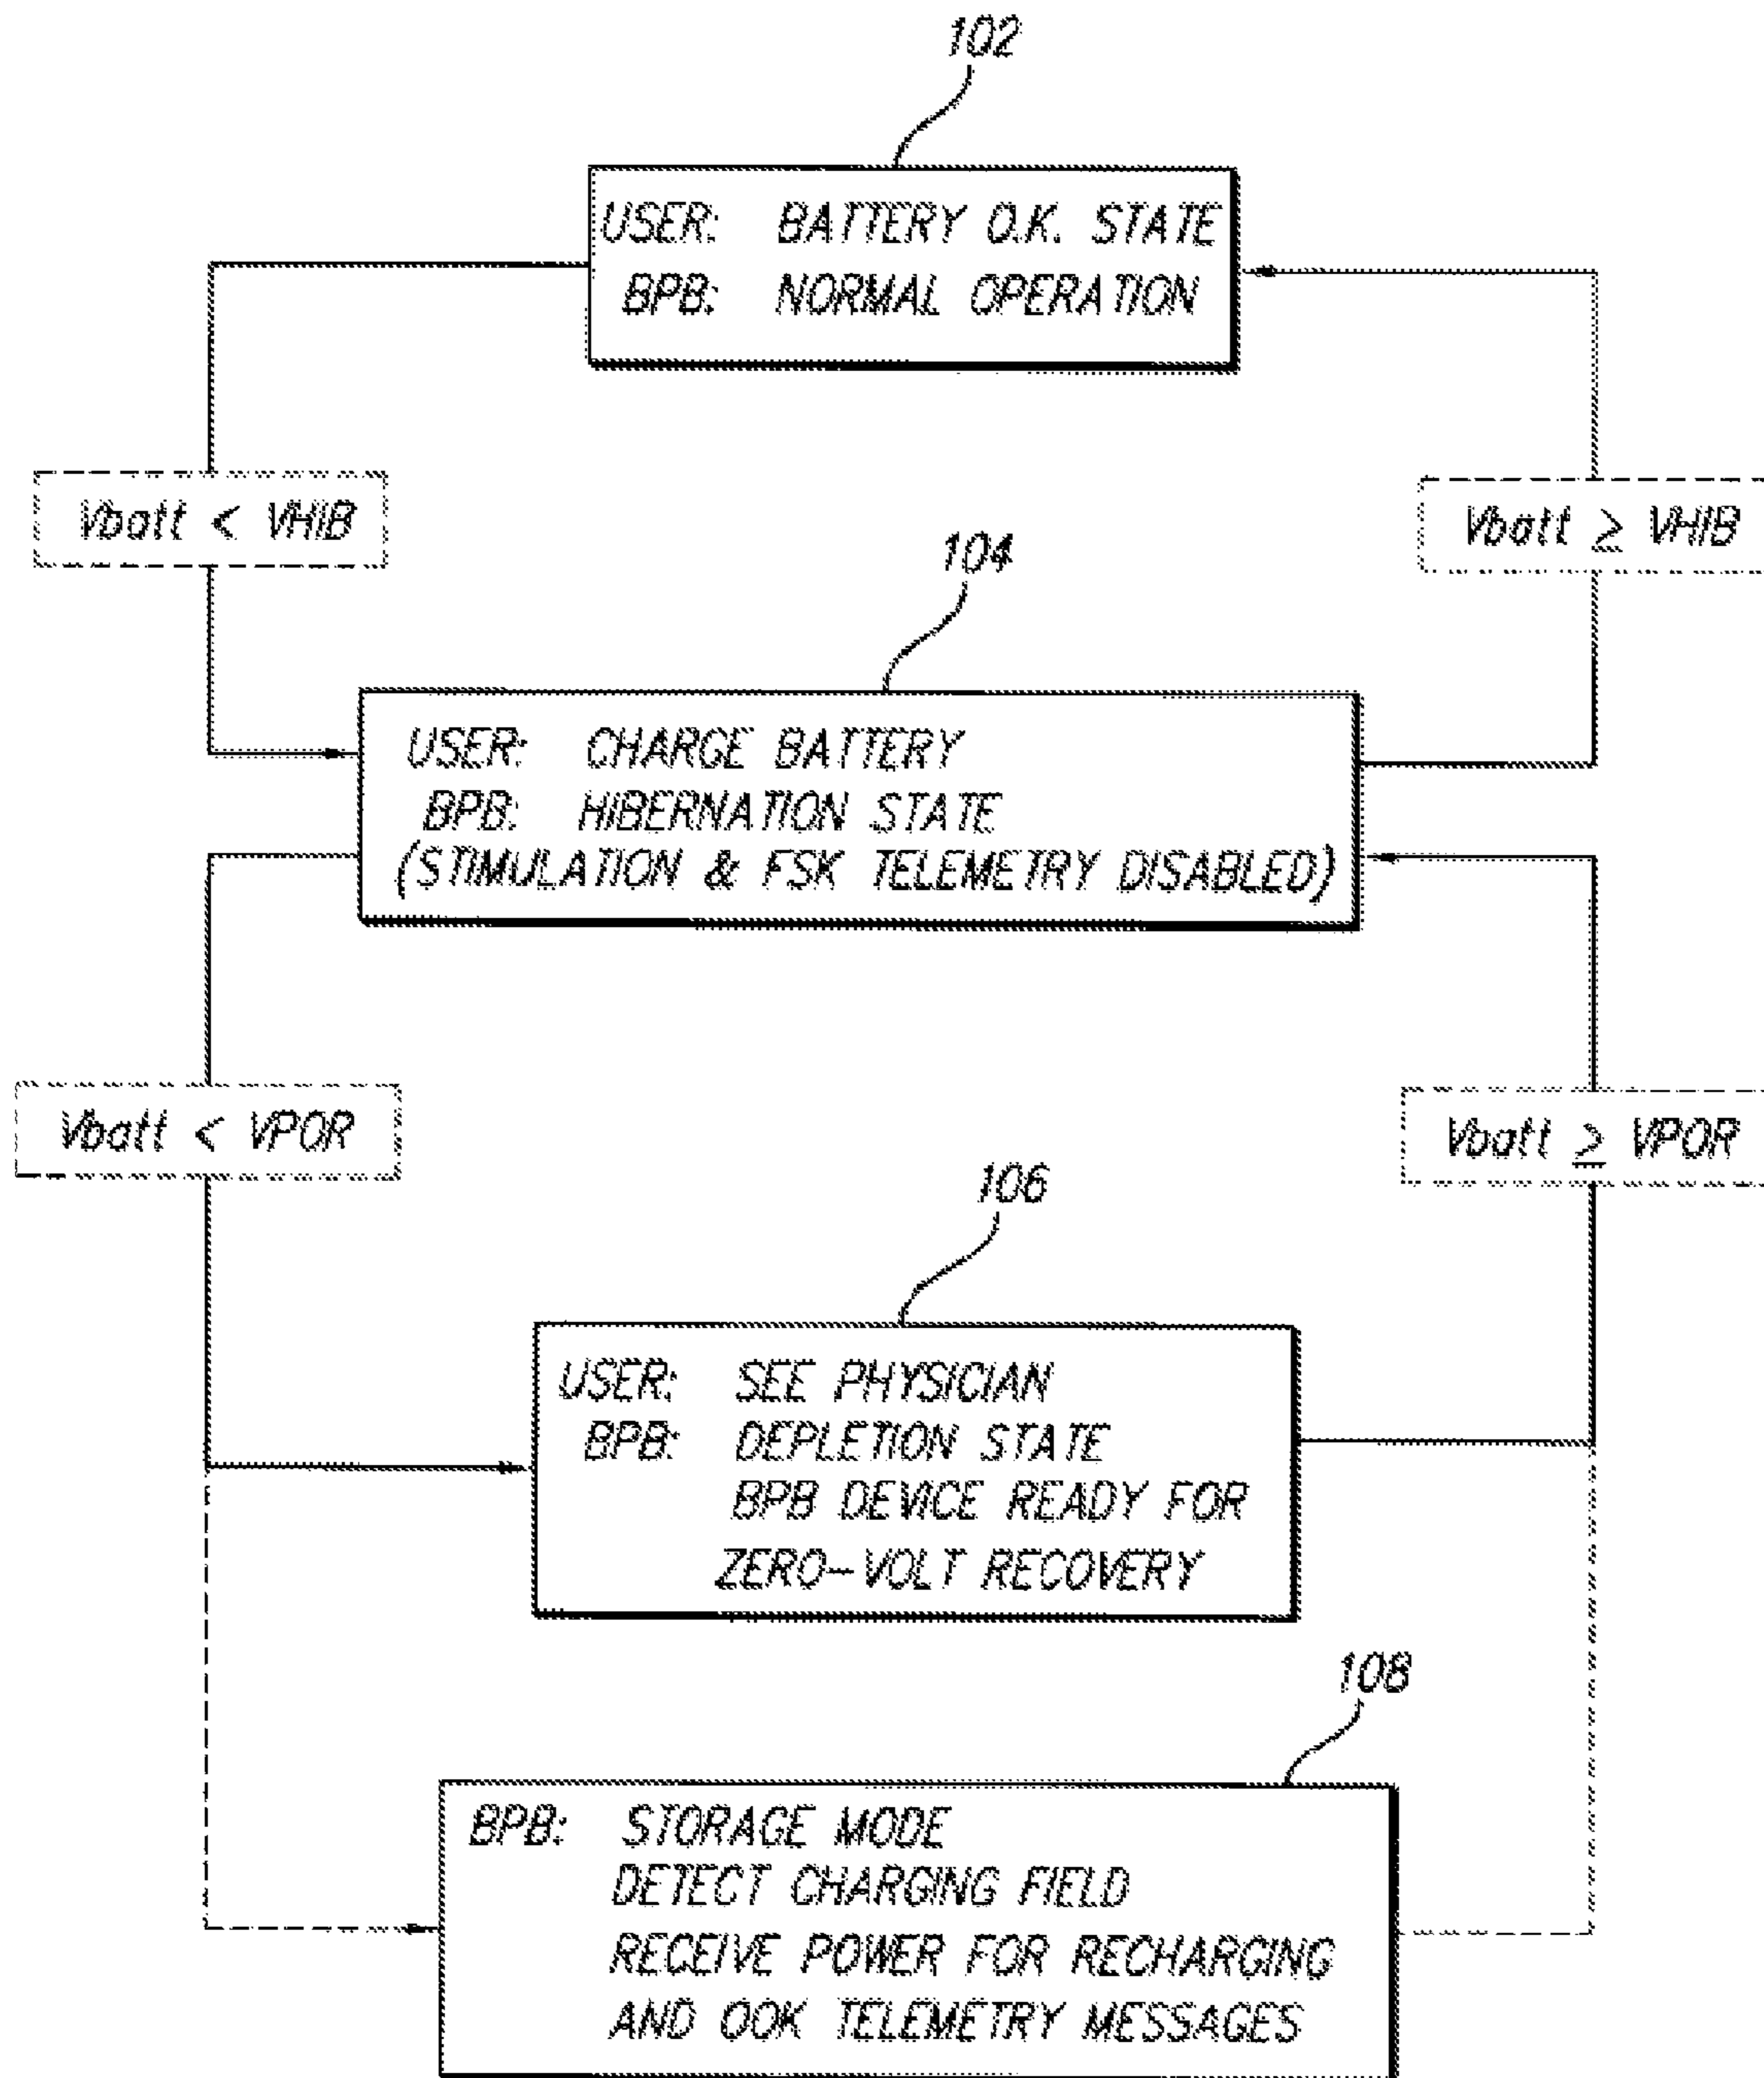 102
USER: BATTERY O.K. STATE
BPB: NORMAL OPERATION
Vbatt < VHIB
Vbatt ≥ VHIB
104
USER: CHARGE BATTERY
BPB: HIBERNATION STATE
(STIMULATION & FSK TELEMETRY DISABLED)
Vbatt < VPOR
Vbatt ≥ VPOR
106
USER: SEE PHYSICIAN
BPB: DEPLETION STATE
BPB DEVICE READY FOR
ZERO-VOLT RECOVERY
108
BPB: STORAGE MODE
DETECT CHARGING FIELD
RECEIVE POWER FOR RECHARGING
AND OOK TELEMETRY MESSAGES